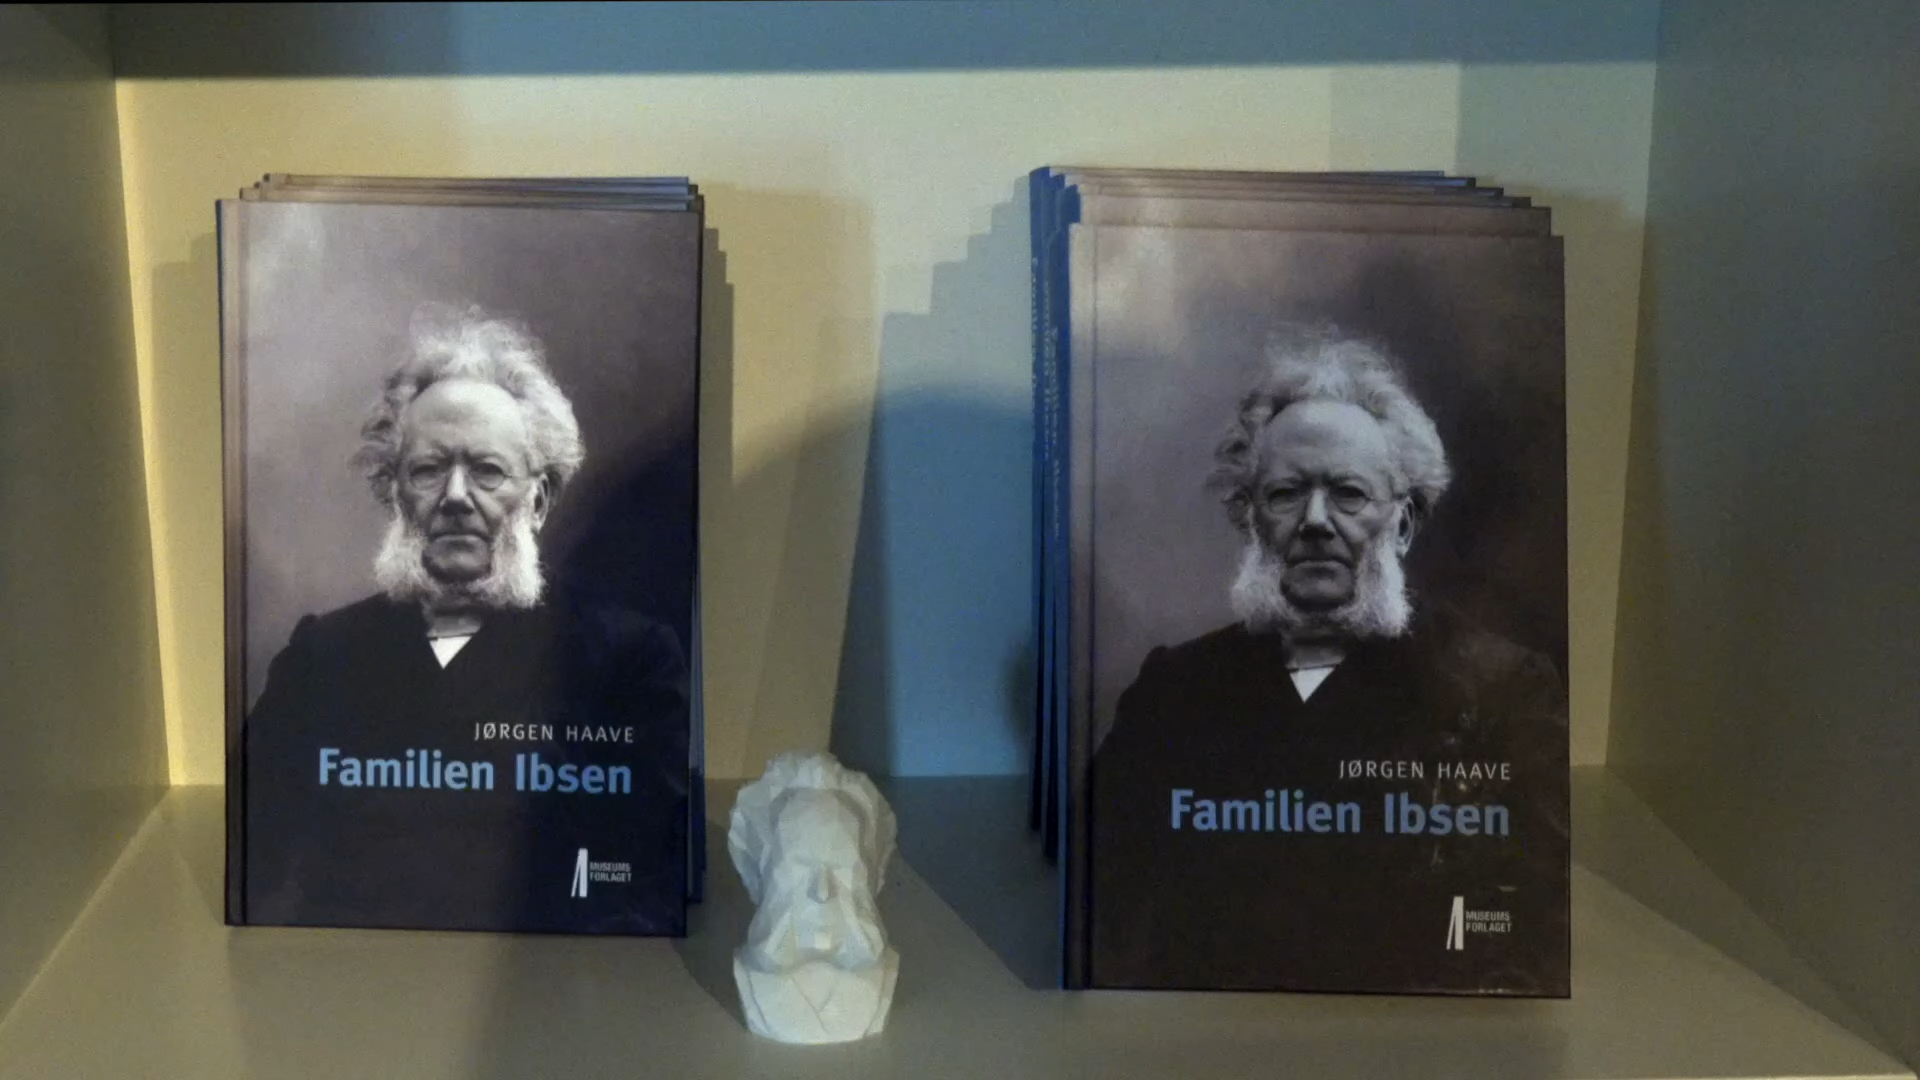 JØRGEN HAAVE
Familien Ibsen
MUSEUMS
FORLAGET
JØRGEN HAAVE
Familien Ibsen
MUSEUMS
FORLAGET